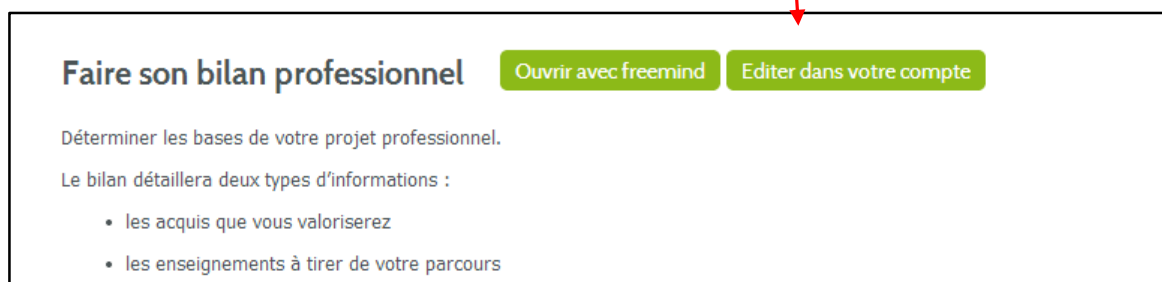 Faire son bilan professionnel Ouvrir avec freemind Editer dans votre compte
Déterminer les bases de votre projet professionnel.
Le bilan détaillera deux types d’informations :
• les acquis que vous valoriserez
• les enseignements à tirer de votre parcours